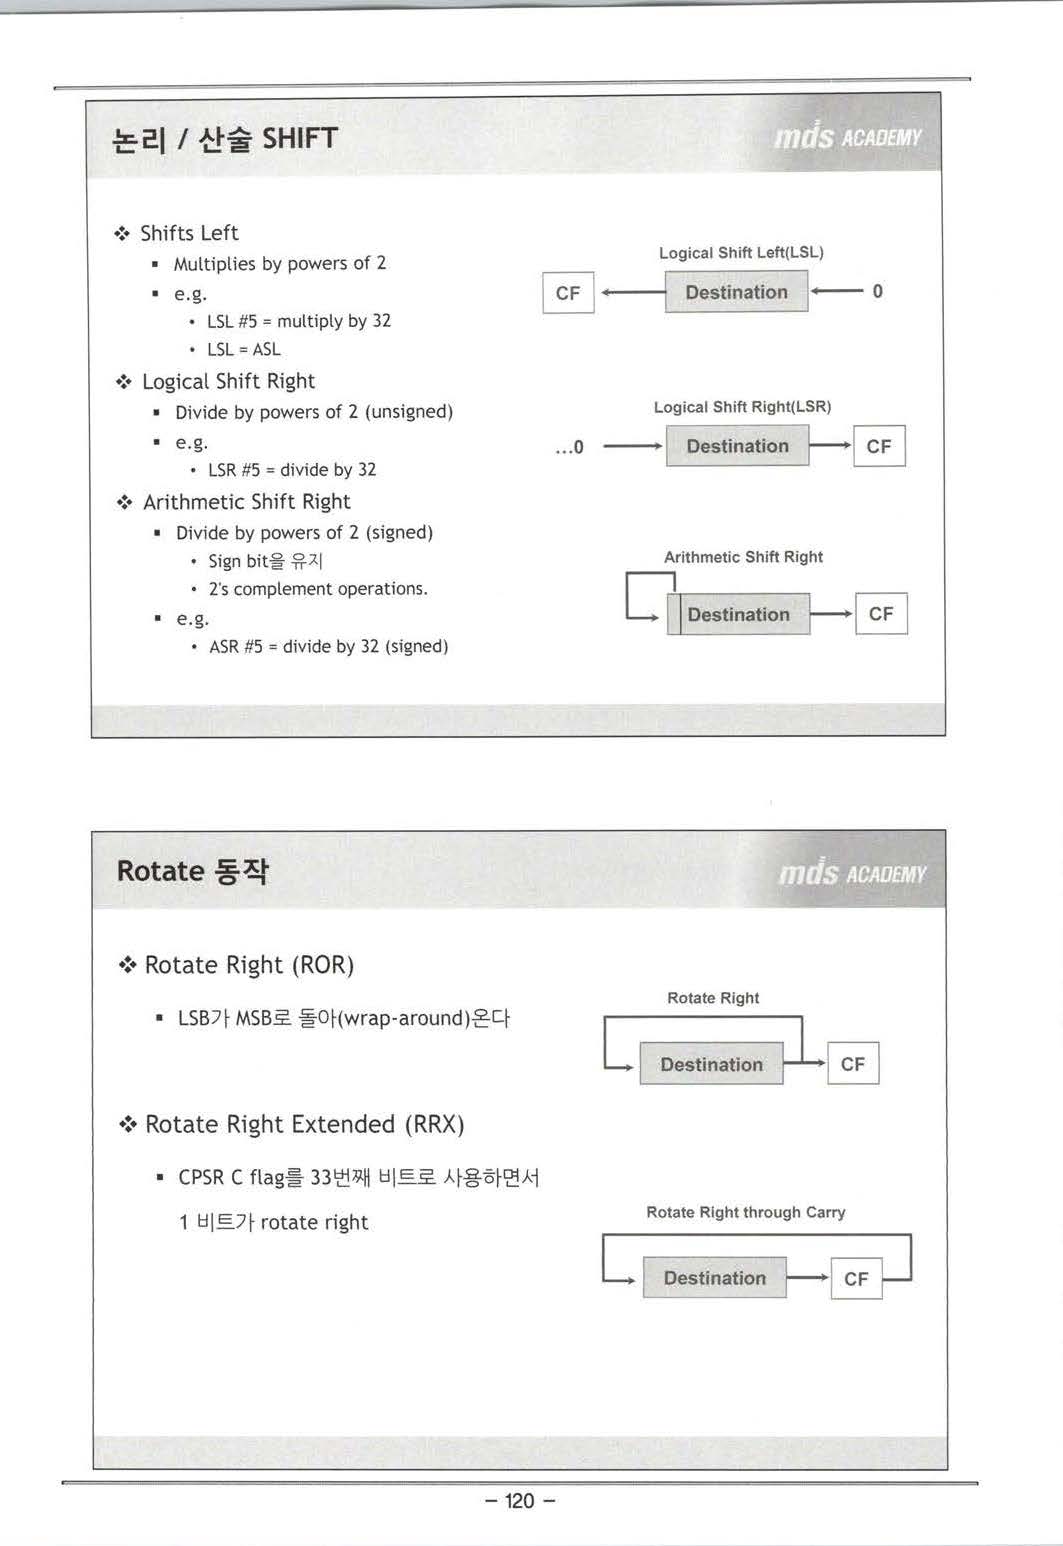 논리 / 산술 SHIFT
mds ACADEMY
❖ Shifts Left
▪ Multiplies by powers of 2
▪ e.g.
• LSL #5 = multiply by 32
• LSL = ASL
❖ Logical Shift Right
▪ Divide by powers of 2 (unsigned)
▪ e.g.
• LSR #5 = divide by 32
❖ Arithmetic Shift Right
▪ Divide by powers of 2 (signed)
• Sign bit을 유지
• 2's complement operations.
▪ e.g.
• ASR #5 = divide by 32 (signed)
Logical Shift Left(LSL)
CF Destination 0
Logical Shift Right(LSR)
...0 Destination CF
Arithmetic Shift Right
Destination CF
Rotate 동작
mds ACADEMY
❖ Rotate Right (ROR)
▪ LSB가 MSB로 돌아(wrap-around)온다
Rotate Right
Destination CF
❖ Rotate Right Extended (RRX)
▪ CPSR C flag를 33번째 비트로 사용하면서
1 비트가 rotate right
Rotate Right through Carry
Destination CF
- 120 -